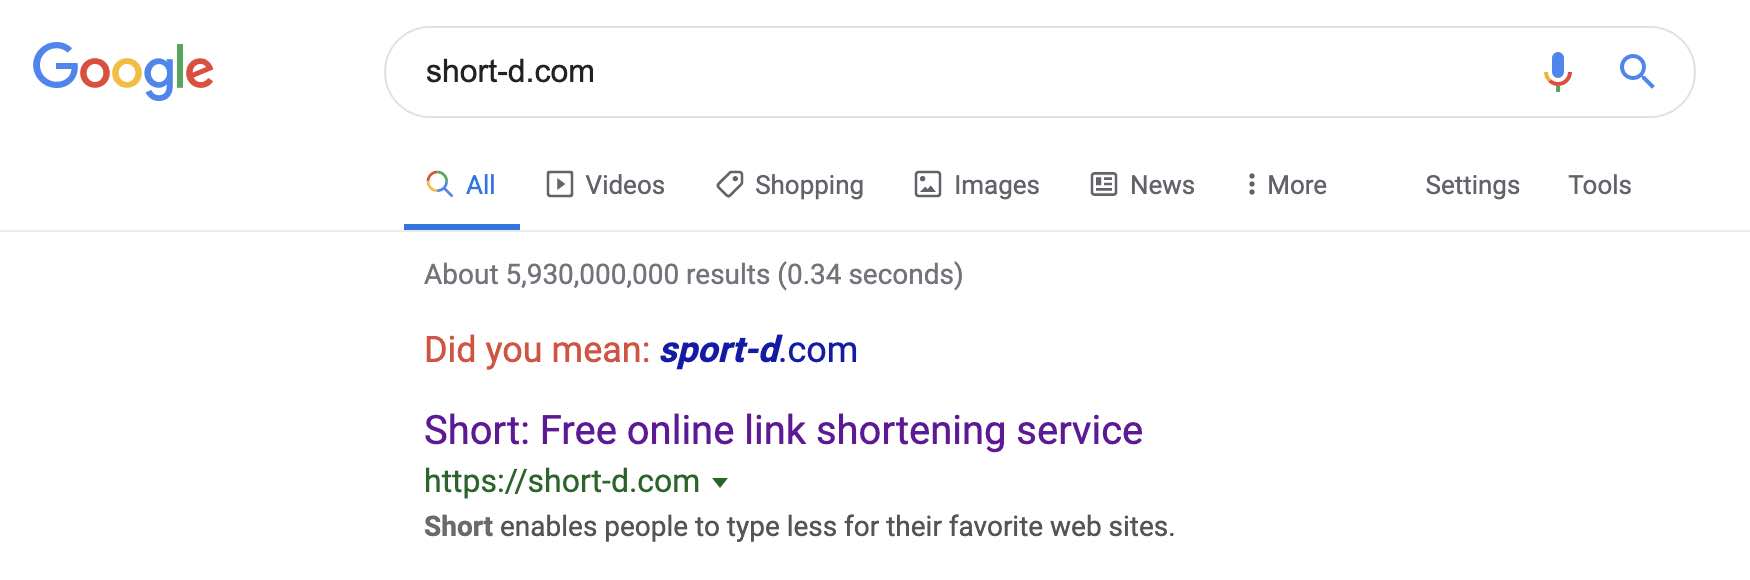 Google
short-d.com
All Videos Shopping Images News More Settings Tools
About 5,930,000,000 results (0.34 seconds)
Did you mean: sport-d.com
Short: Free online link shortening service
https://short-d.com
Short enables people to type less for their favorite web sites.